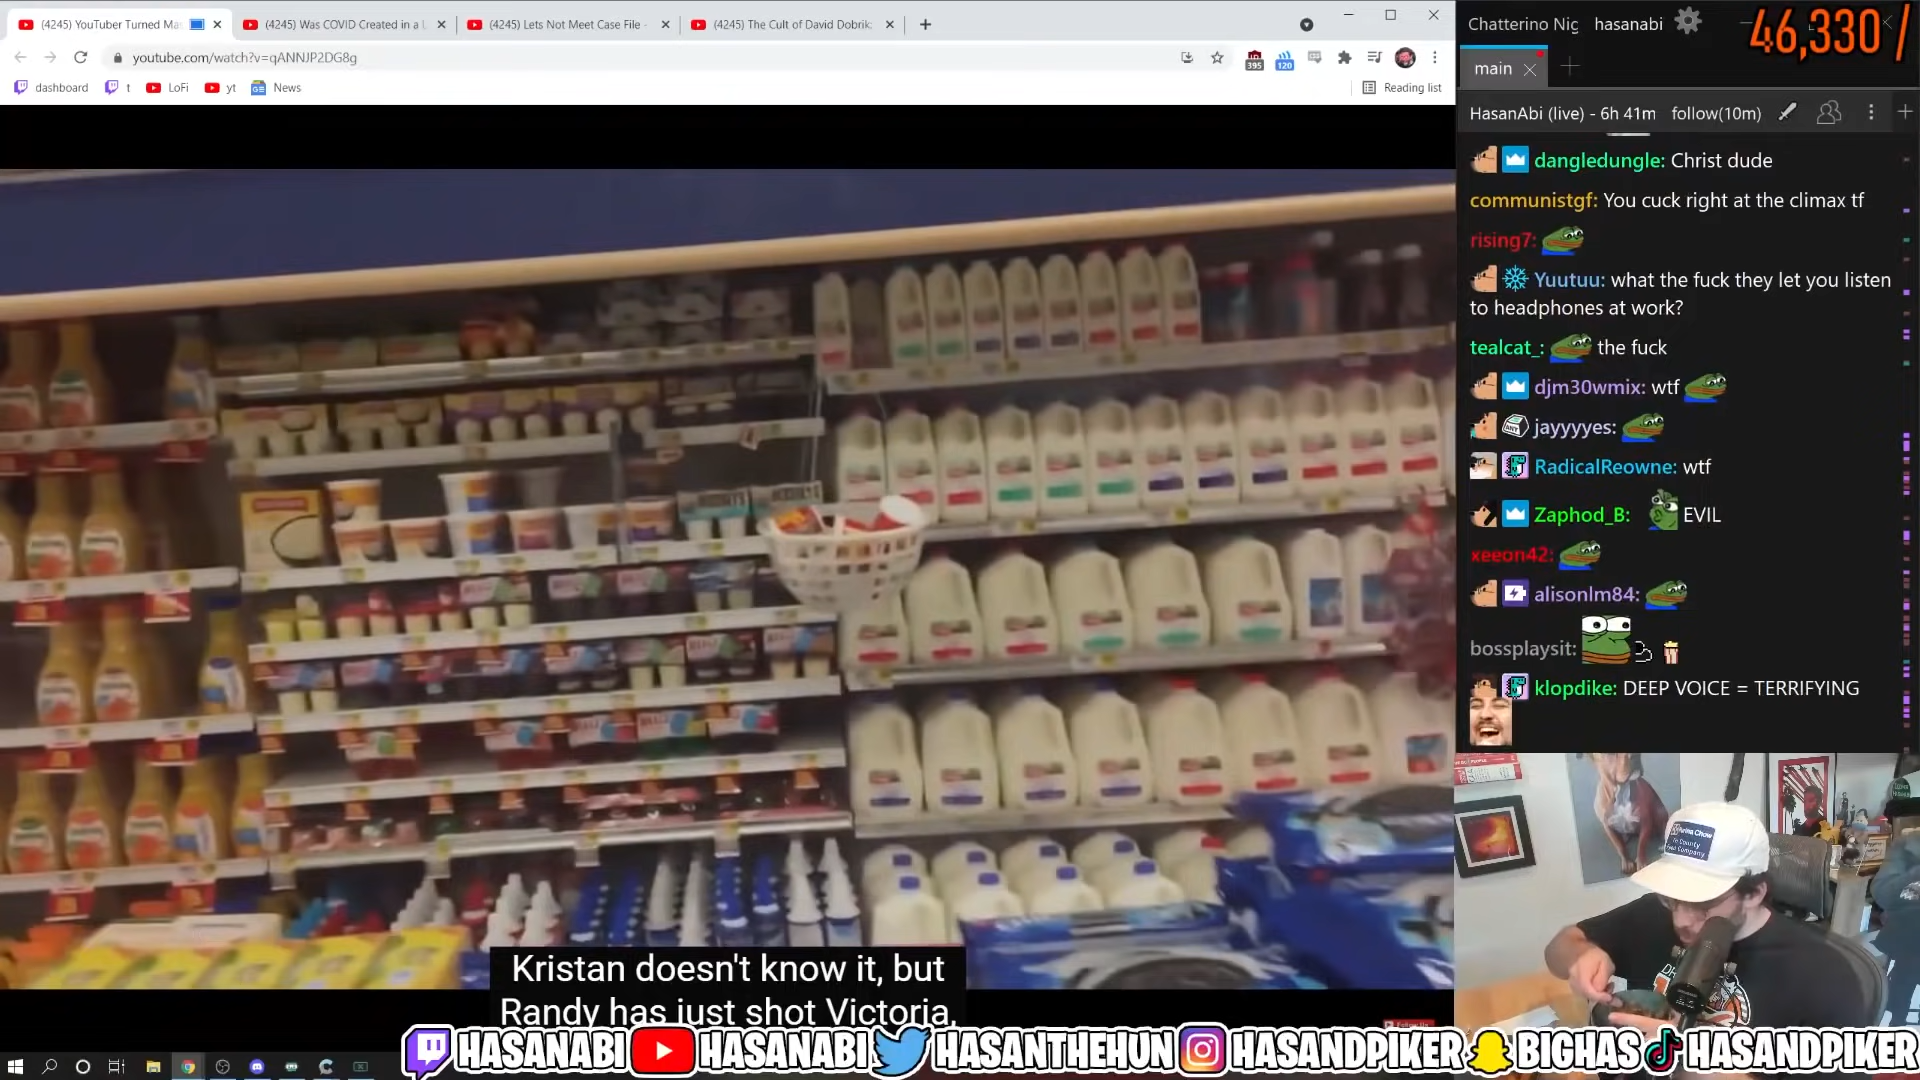 (4245) YouTuber Turned Ma
(4245) Was COVID Created in a L
(4245) Lets Not Meet Case File -
(4245) The Cult of David Dobrik:
youtube.com/watch?v=qANNJP2DG8g
395
120
dashboard
t
LoFi
yt
News
Reading list
Chatterino Nig
hasanabi
46,330 /
main
HasanAbi (live) - 6h 41m
follow(10m)
dangledungle: Christ dude
communistgf: You cuck right at the climax tf
rising7:
Yuutuu: what the fuck they let you listen
to headphones at work?
tealcat_: the fuck
djm30wmix: wtf
jayyyyes:
RadicalReowne: wtf
Zaphod_B: EVIL
xeeon42:
alisonlm84:
bossplaysit:
klopdike: DEEP VOICE = TERRIFYING
Kristan doesn't know it, but
Randy has just shot Victoria,
HASANABI
HASANABI
HASANTHEHUN
HASANDPIKER
BIGHAS
HASANDPIKER